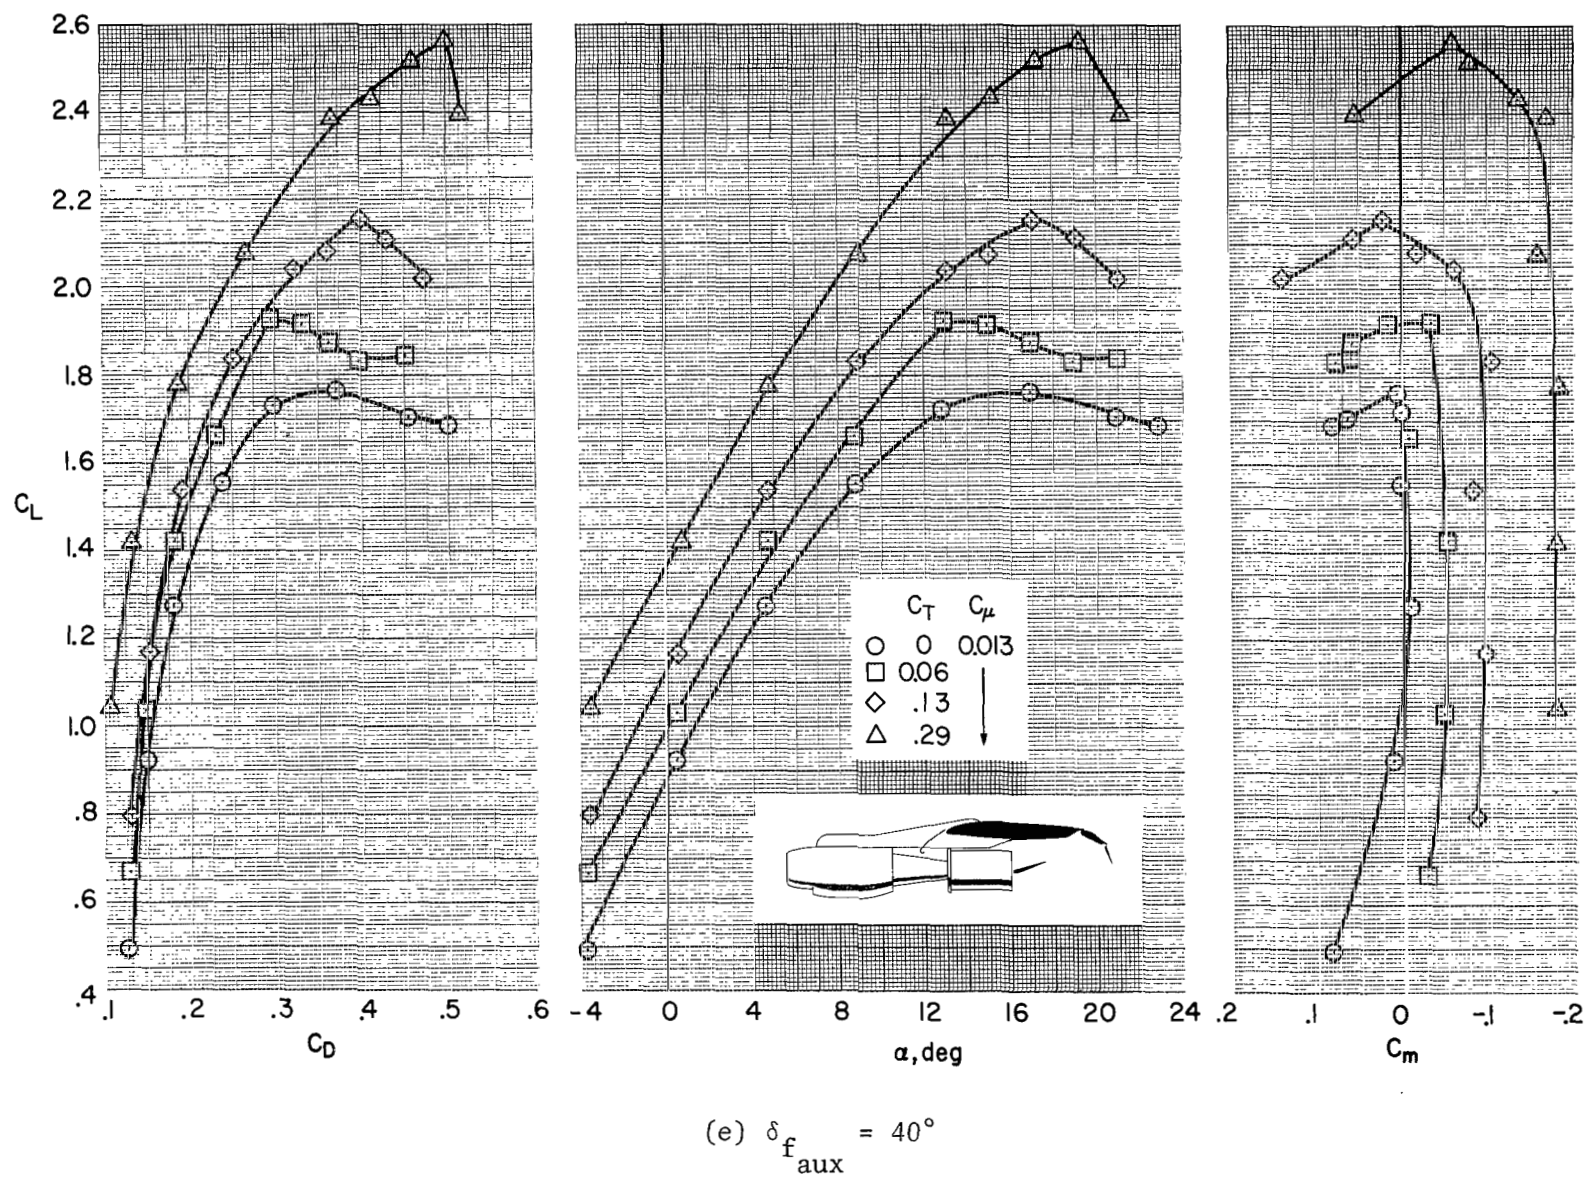 2.6
2.4
2.2
2.0
1.8
1.6
C_L
1.4
1.2
1.0
.8
.6
.4
.1 .2 .3 .4 .5 .6
C_D
-4 0 4 8 12 16 20 24
α, deg
.2 .1 0 -.1 -.2
C_m
C_T C_μ
0 0.013
0.06
.13
.29
(e) δ_f_aux = 40°